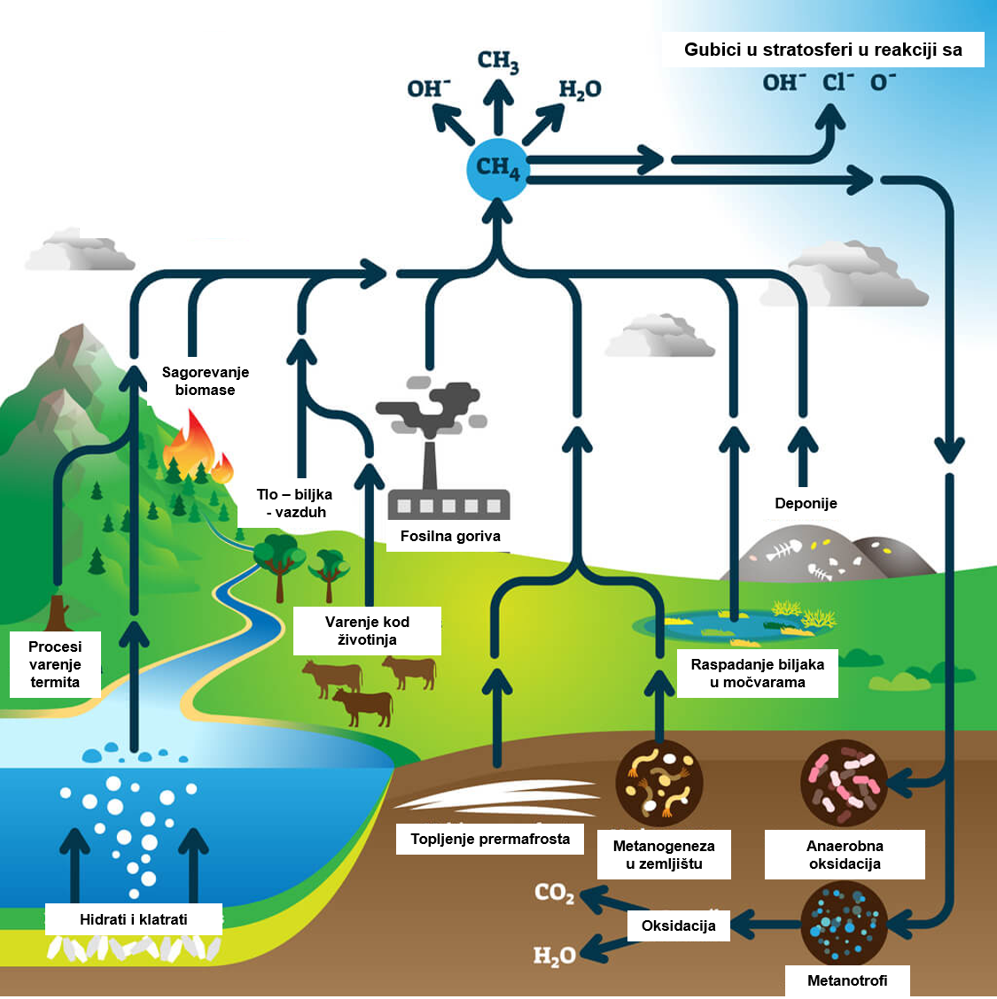 Gubici u stratosferi u reakciji sa
OH⁻ Cl⁻ O⁻
CH₃
OH⁻
H₂O
CH₄
Sagorevanje
biomase
Tlo – biljka
- vazduh
Fosilna goriva
Deponije
Varenje kod
životinja
Procesi
varenje
termita
Raspadanje biljaka
u močvarama
Topljenje prermafrosta
Metanogeneza
u zemljištu
Anaerobna
oksidacija
CO₂
Hidrati i klatrati
Oksidacija
H₂O
Metanotrofi